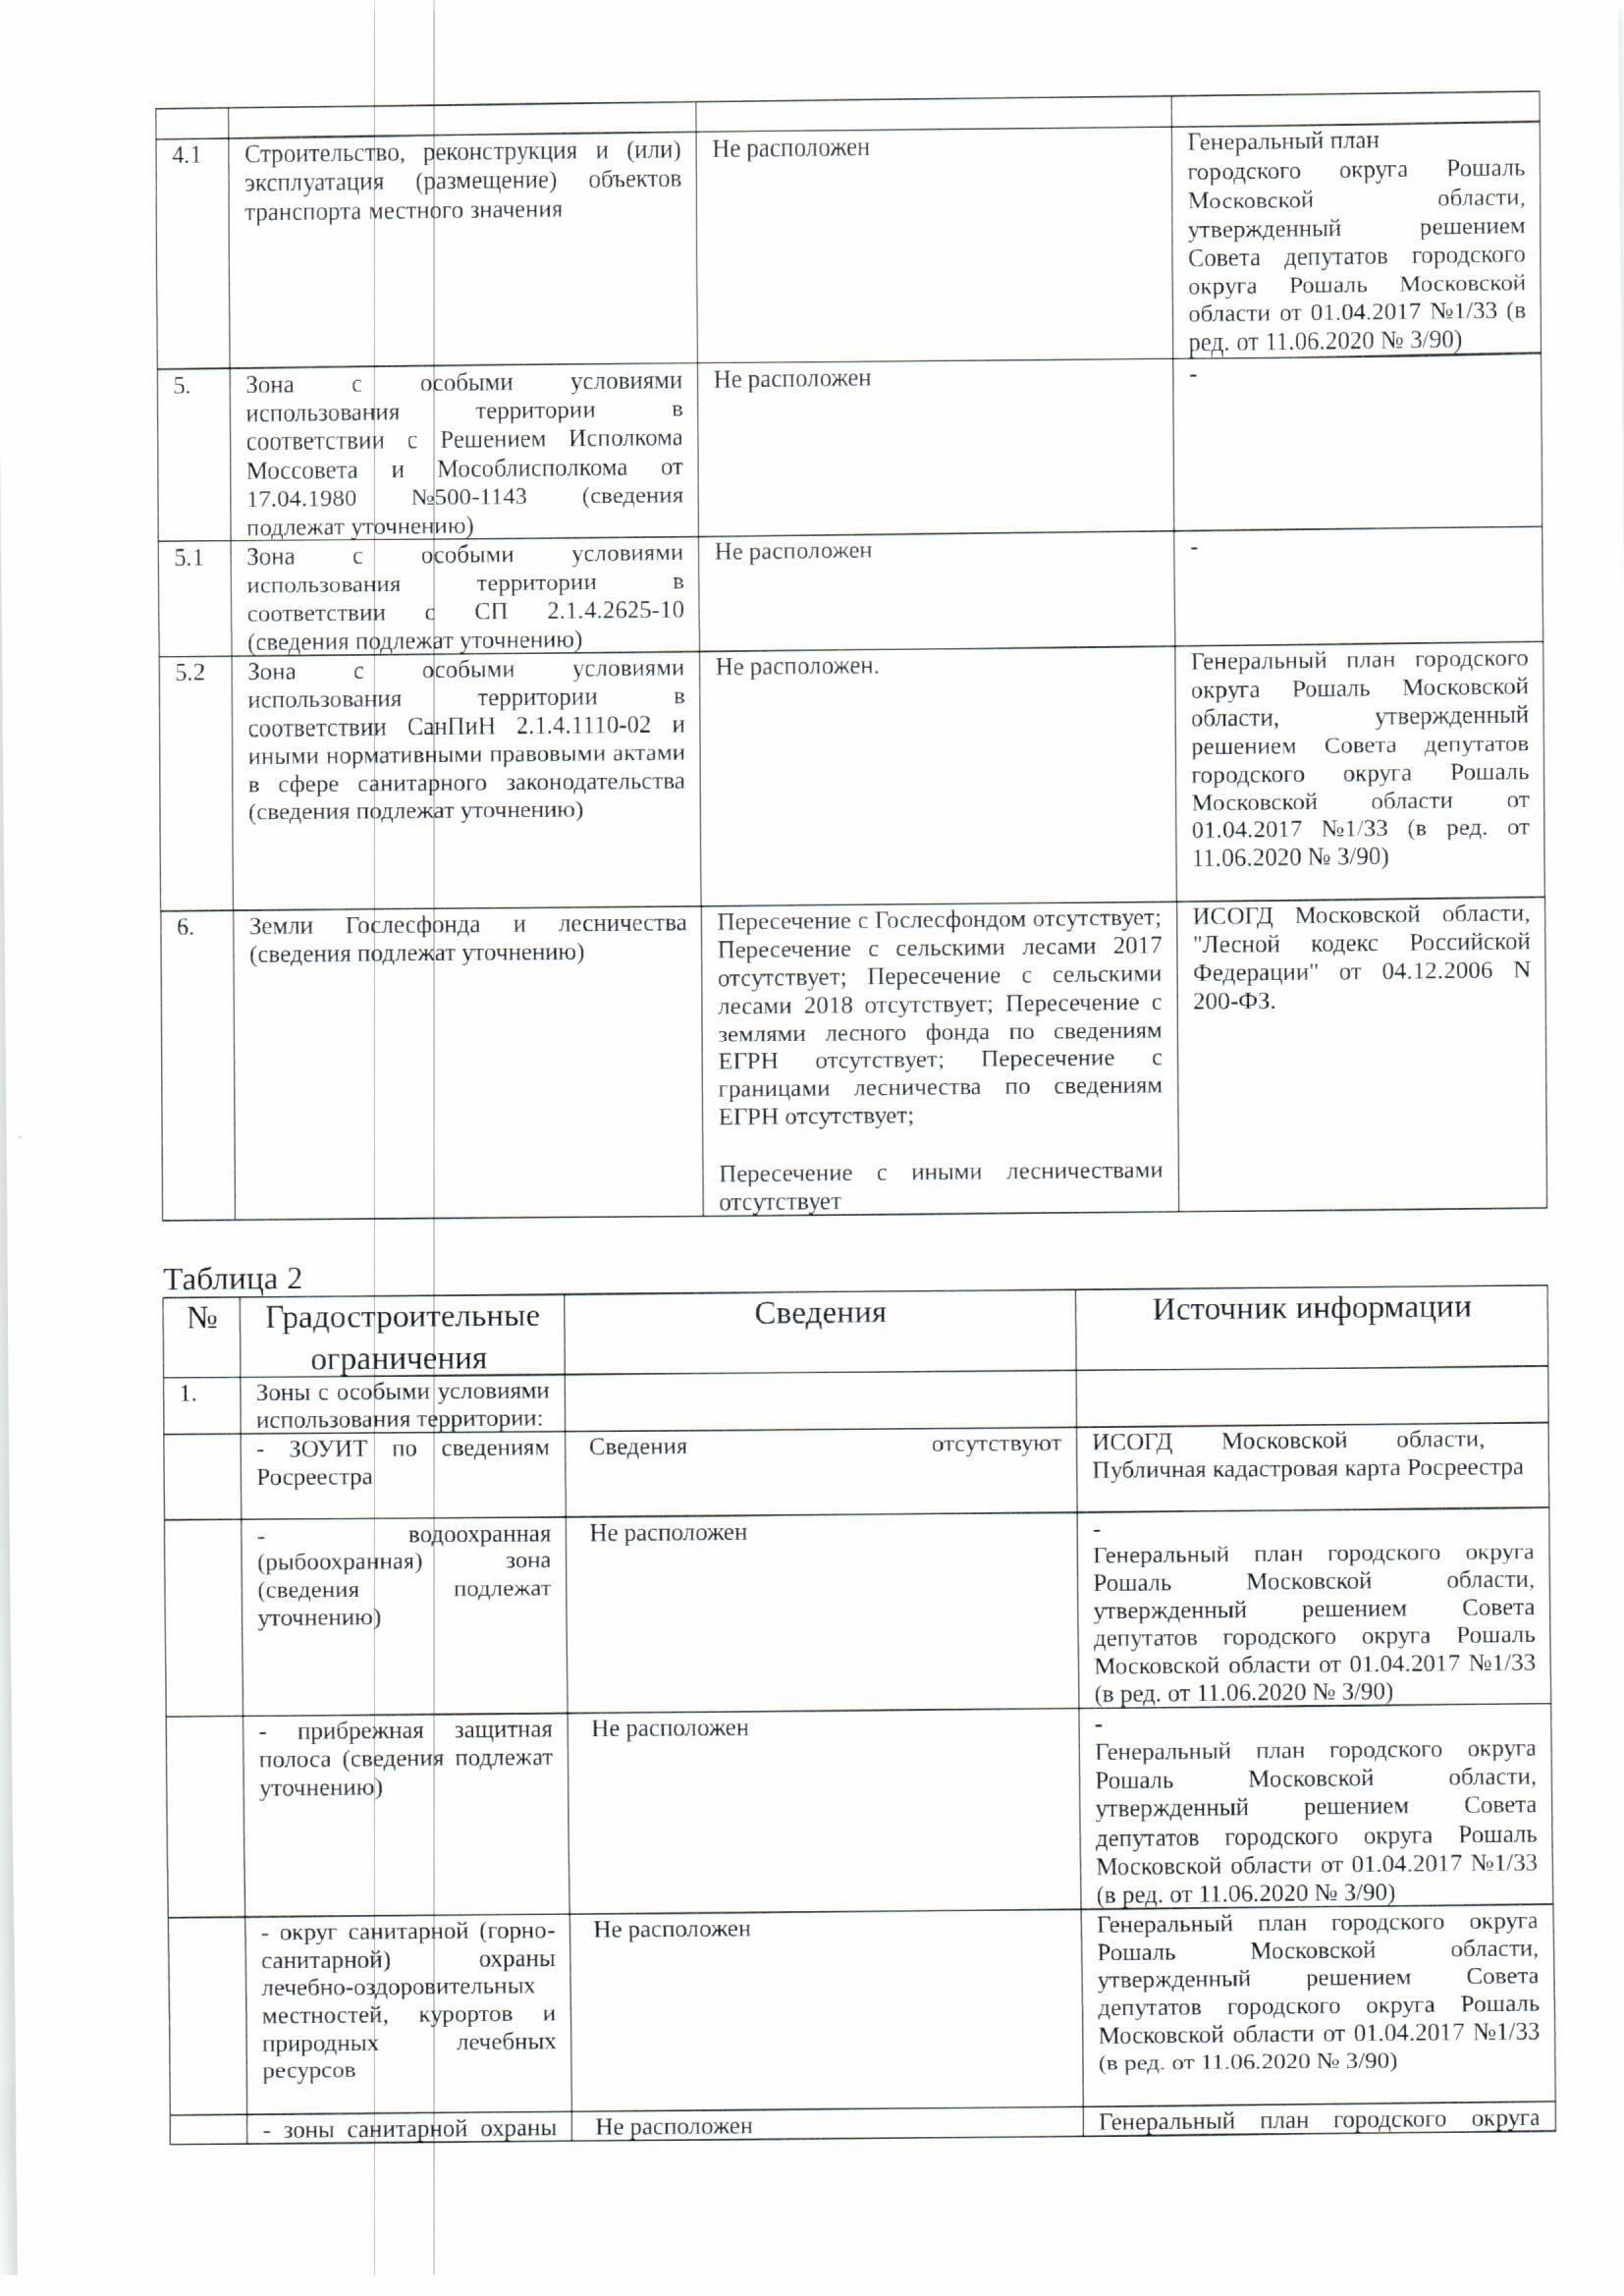 4.1
Строительство, реконструкция и (или)
эксплуатация (размещение) объектов
транспорта местного значения
Не расположен
Генеральный план
городского округа Рошаль
Московской области,
утвержденный решением
Совета депутатов городского
округа Рошаль Московской
области от 01.04.2017 №1/33 (в
ред. от 11.06.2020 № 3/90)
5.
Зона с особыми условиями
использования территории в
соответствии с Решением Исполкома
Моссовета и Мособлисполкома от
17.04.1980 №500-1143 (сведения
подлежат уточнению)
Не расположен
-
5.1
Зона с особыми условиями
использования территории в
соответствии с СП 2.1.4.2625-10
(сведения подлежат уточнению)
Не расположен
-
5.2
Зона с особыми условиями
использования территории в
соответствии СанПиН 2.1.4.1110-02 и
иными нормативными правовыми актами
в сфере санитарного законодательства
(сведения подлежат уточнению)
Не расположен.
Генеральный план городского
округа Рошаль Московской
области, утвержденный
решением Совета депутатов
городского округа Рошаль
Московской области от
01.04.2017 №1/33 (в ред. от
11.06.2020 № 3/90)
6.
Земли Гослесфонда и лесничества
(сведения подлежат уточнению)
Пересечение с Гослесфондом отсутствует;
Пересечение с сельскими лесами 2017
отсутствует; Пересечение с сельскими
лесами 2018 отсутствует; Пересечение с
землями лесного фонда по сведениям
ЕГРН отсутствует; Пересечение с
границами лесничества по сведениям
ЕГРН отсутствует;
Пересечение с иными лесничествами
отсутствует
ИСОГД Московской области,
"Лесной кодекс Российской
Федерации" от 04.12.2006 N
200-ФЗ.
Таблица 2
№
Градостроительные
ограничения
Сведения
Источник информации
1.
Зоны с особыми условиями
использования территории:
- ЗОУИТ по сведениям
Росреестра
Сведения отсутствуют
ИСОГД Московской области,
Публичная кадастровая карта Росреестра
- водоохранная
(рыбоохранная) зона
(сведения подлежат
уточнению)
Не расположен
-
Генеральный план городского округа
Рошаль Московской области,
утвержденный решением Совета
депутатов городского округа Рошаль
Московской области от 01.04.2017 №1/33
(в ред. от 11.06.2020 № 3/90)
- прибрежная защитная
полоса (сведения подлежат
уточнению)
Не расположен
-
Генеральный план городского округа
Рошаль Московской области,
утвержденный решением Совета
депутатов городского округа Рошаль
Московской области от 01.04.2017 №1/33
(в ред. от 11.06.2020 № 3/90)
- округ санитарной (горно-
санитарной) охраны
лечебно-оздоровительных
местностей, курортов и
природных лечебных
ресурсов
Не расположен
Генеральный план городского округа
Рошаль Московской области,
утвержденный решением Совета
депутатов городского округа Рошаль
Московской области от 01.04.2017 №1/33
(в ред. от 11.06.2020 № 3/90)
- зоны санитарной охраны
Не расположен
Генеральный план городского округа